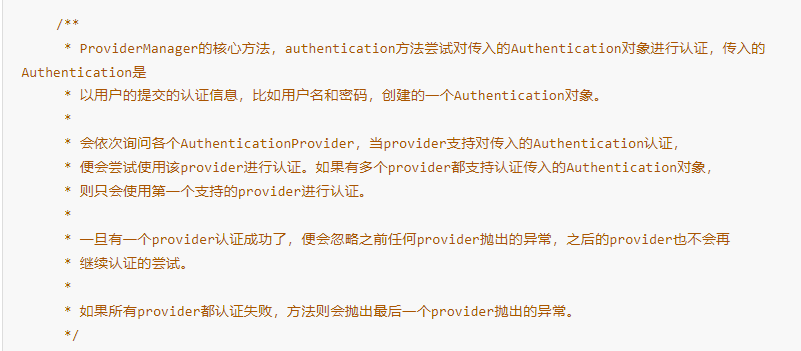 /**
* ProviderManager的核心方法，authentication方法尝试对传入的Authentication对象进行认证，传入的
Authentication是
* 以用户的提交的认证信息，比如用户名和密码，创建的一个Authentication对象。
*
* 会依次询问各个AuthenticationProvider，当provider支持对传入的Authentication认证，
* 便会尝试使用该provider进行认证。如果有多个provider都支持认证传入的Authentication对象，
* 则只会使用第一个支持的provider进行认证。
*
* 一旦有一个provider认证成功了，便会忽略之前任何provider抛出的异常，之后的provider也不会再
* 继续认证的尝试。
*
* 如果所有provider都认证失败，方法则会抛出最后一个provider抛出的异常。
*/